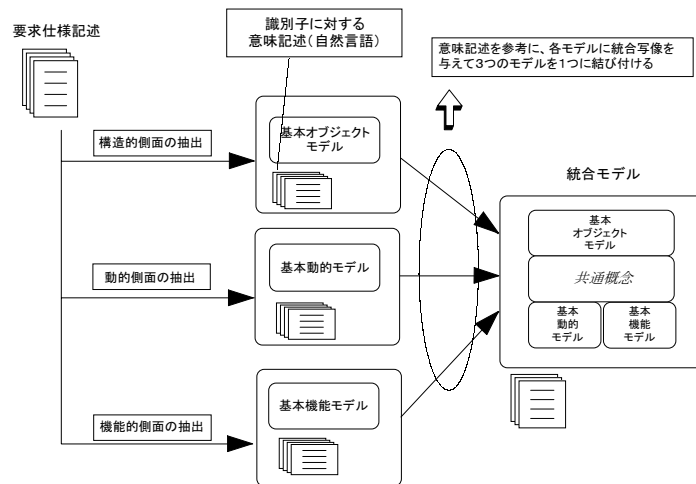 要求仕様記述
識別子に対する
意味記述(自然言語)
意味記述を参考に、各モデルに統合写像を
与えて3つのモデルを1つに結び付ける
構造的側面の抽出
基本オブジェクト
モデル
動的側面の抽出
基本動的モデル
機能的側面の抽出
基本機能モデル
統合モデル
基本
オブジェクト
モデル
共通概念
基本
動的
モデル
基本
機能
モデル